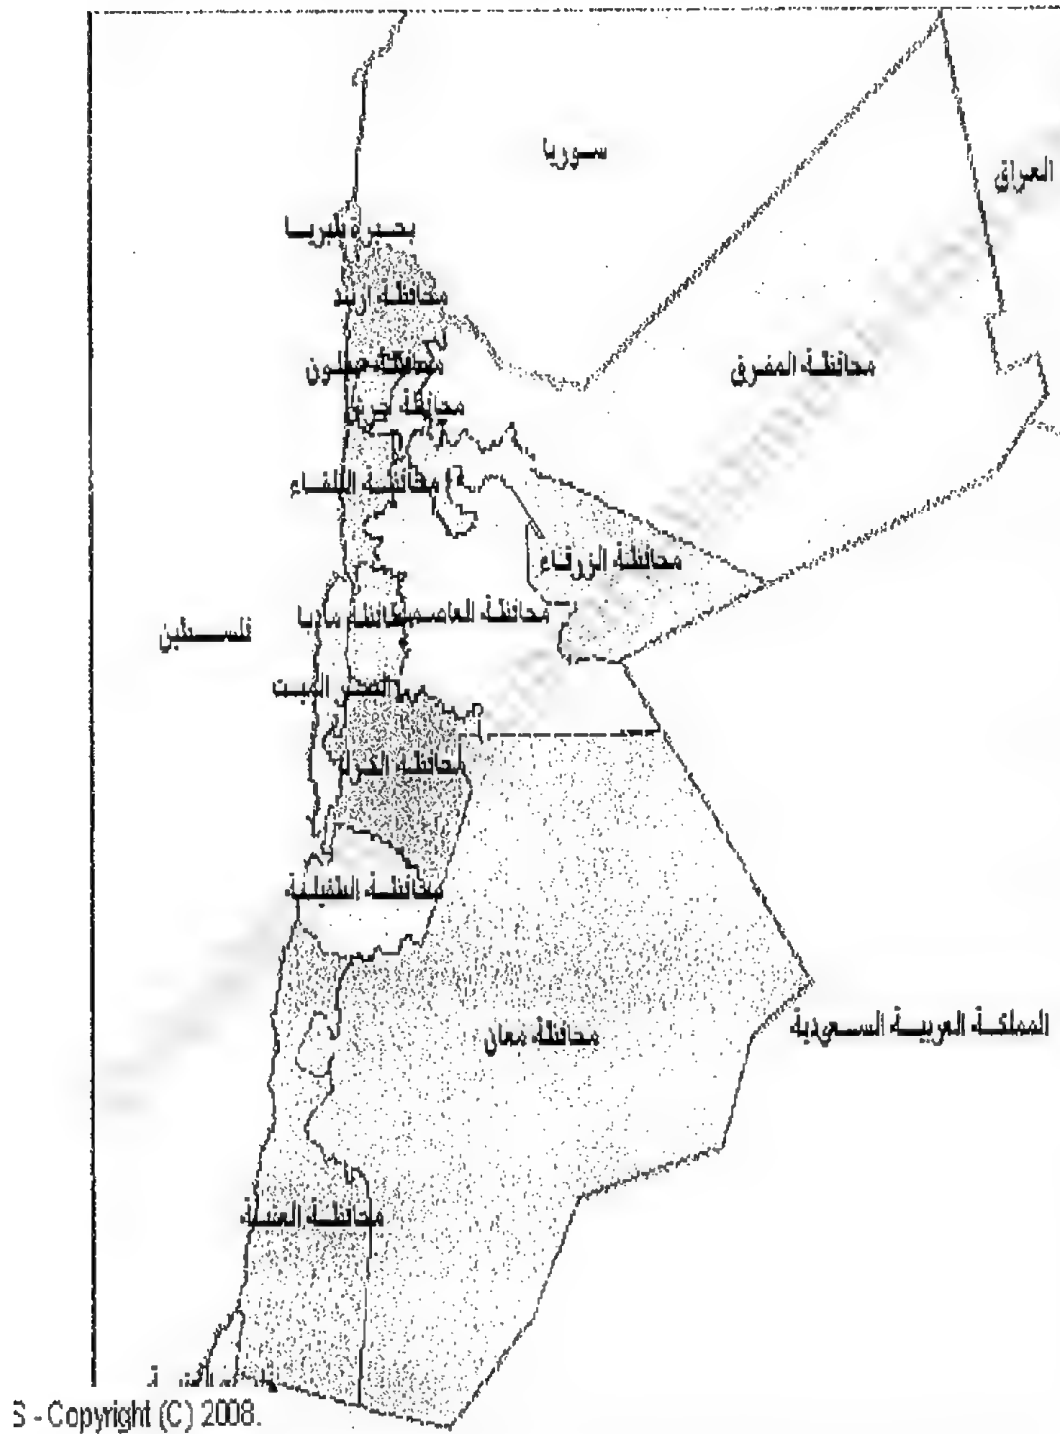 سوريا
العراق
بحيرة طبريا
محافظة اربد
محافظة المفرق
محافظة عجلون
محافظة جرش
محافظة البلقاء
محافظة الزرقاء
محافظة العاصمة
محافظة مادبا
فلسطين
البحر الميت
محافظة الكرك
محافظة الطفيلة
المملكة العربية السعودية
محافظة معان
محافظة العقبة
S - Copyright (C) 2008.